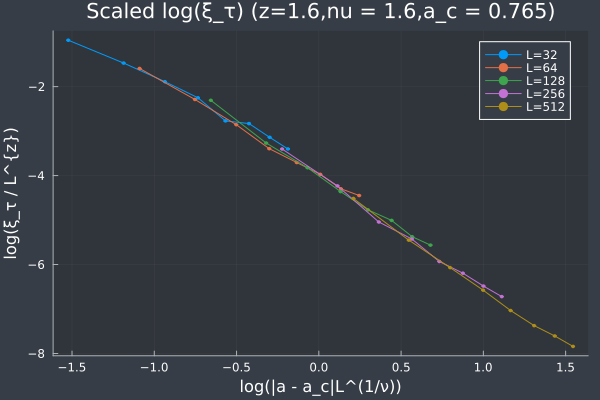 Scaled log(ξ_τ) (z=1.6,nu = 1.6,a_c = 0.765)
L=32
L=64
L=128
L=256
L=512
log(ξ_τ / L^{z})
−2
−4
−6
−8
−1.5 −1.0 −0.5 0.0 0.5 1.0 1.5
log(|a - a_c|L^(1/ν))